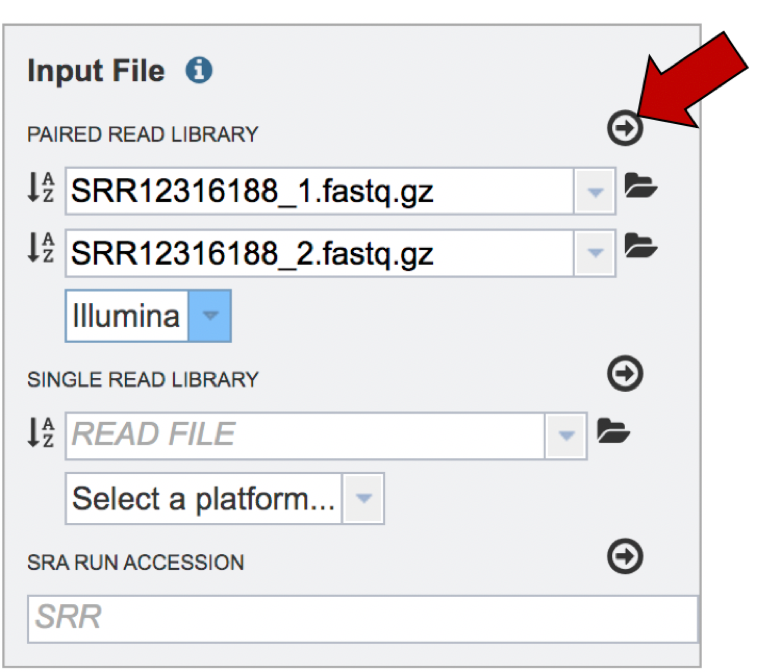 Input File
PAIRED READ LIBRARY
SRR12316188_1.fastq.gz
SRR12316188_2.fastq.gz
Illumina
SINGLE READ LIBRARY
READ FILE
Select a platform...
SRA RUN ACCESSION
SRR